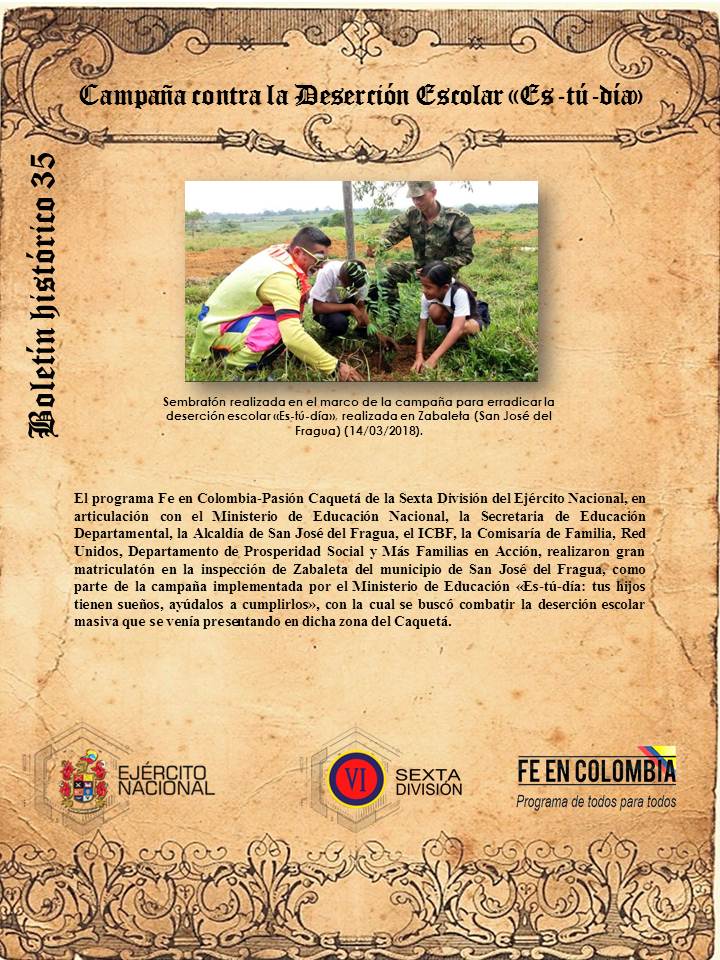 Campaña contra la Deserción Escolar «Es-tú-día»
Boletín histórico 35
Sembratón realizada en el marco de la campaña para erradicar la
deserción escolar «Es-tú-día», realizada en Zabaleta (San José del
Fragua) (14/03/2018).
El programa Fe en Colombia-Pasión Caquetá de la Sexta División del Ejército Nacional, en
articulación con el Ministerio de Educación Nacional, la Secretaria de Educación
Departamental, la Alcaldía de San José del Fragua, el ICBF, la Comisaría de Familia, Red
Unidos, Departamento de Prosperidad Social y Más Familias en Acción, realizaron gran
matriculatón en la inspección de Zabaleta del municipio de San José del Fragua, como
parte de la campaña implementada por el Ministerio de Educación «Es-tú-día: tus hijos
tienen sueños, ayúdalos a cumplirlos», con la cual se buscó combatir la deserción escolar
masiva que se venía presentando en dicha zona del Caquetá.
EJÉRCITO
NACIONAL
VI
SEXTA
DIVISIÓN
FE EN COLOMBIA
Programa de todos para todos